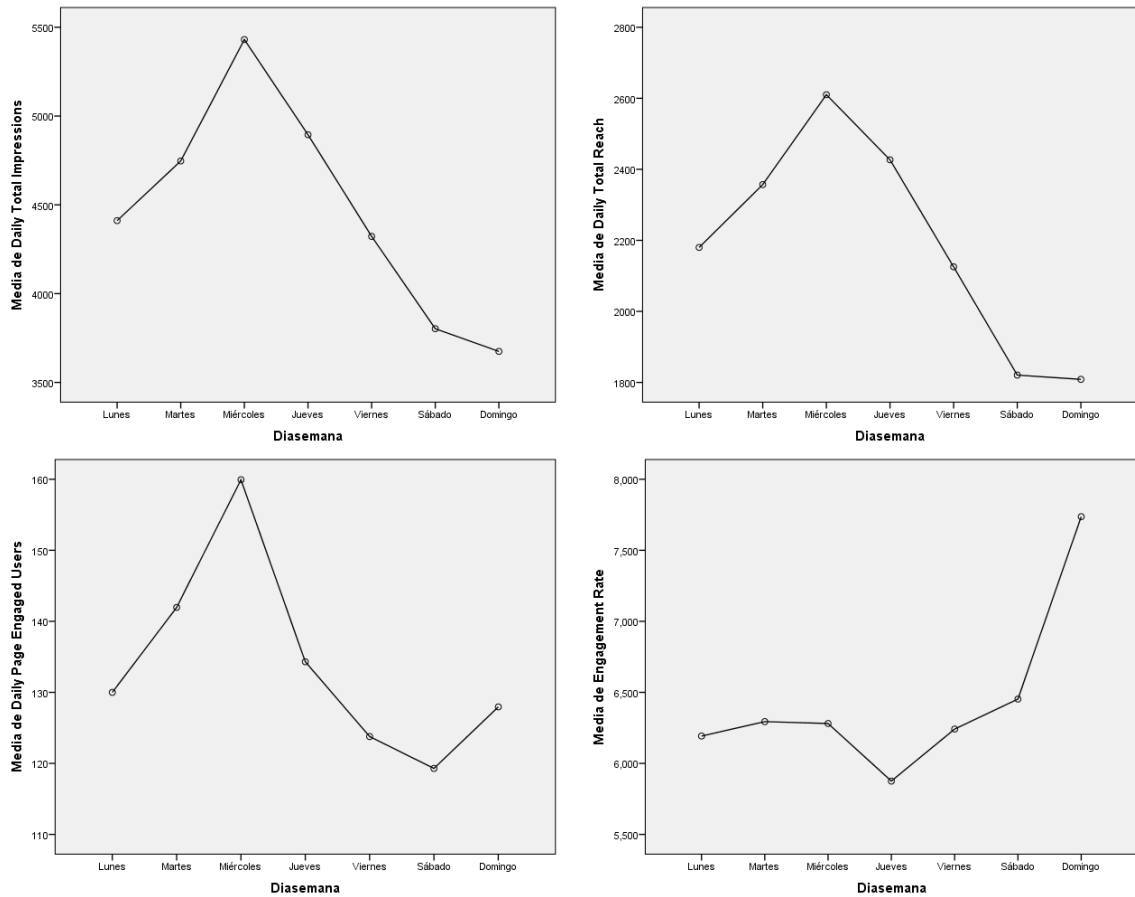 Media de Daily Total Impressions
5500
5000
4500
4000
3500
Lunes Martes Miércoles Jueves Viernes Sábado Domingo
Diasemana
Media de Daily Total Reach
2800
2600
2400
2200
2000
1800
Lunes Martes Miércoles Jueves Viernes Sábado Domingo
Diasemana
Media de Daily Page Engaged Users
160
150
140
130
120
110
Lunes Martes Miércoles Jueves Viernes Sábado Domingo
Diasemana
Media de Engagement Rate
8,000
7,500
7,000
6,500
6,000
5,500
Lunes Martes Miércoles Jueves Viernes Sábado Domingo
Diasemana